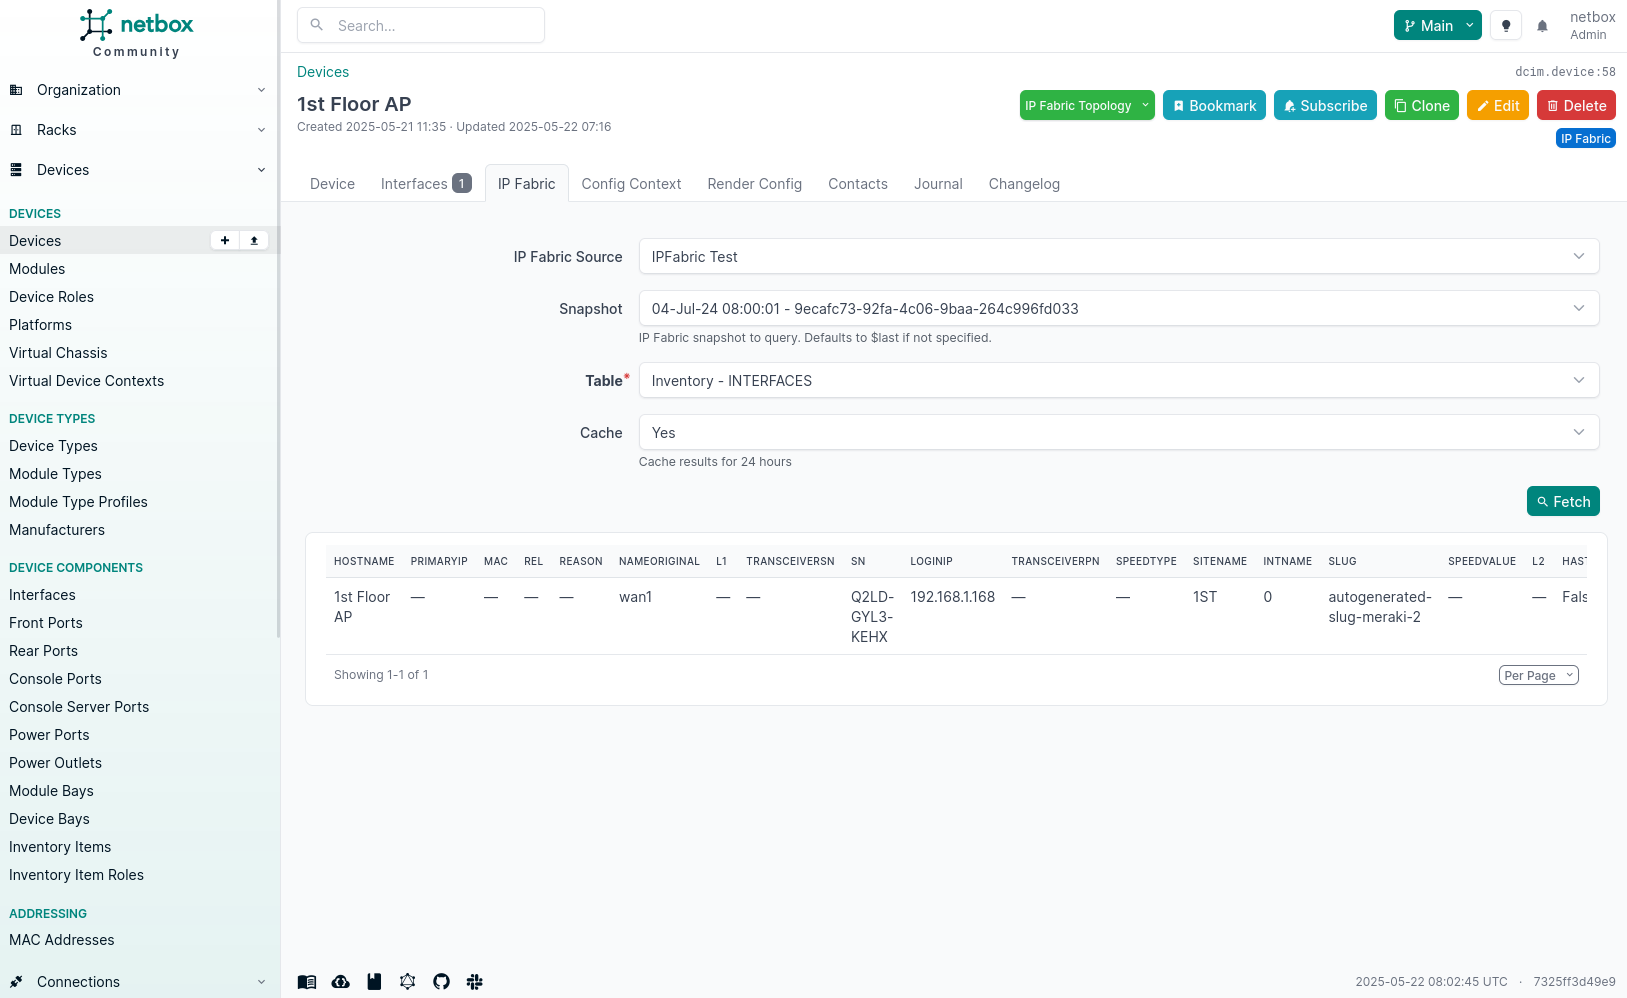 netbox
Community
Search...
Main
netbox
Admin
Organization
Racks
Devices
DEVICES
Devices
Modules
Device Roles
Platforms
Virtual Chassis
Virtual Device Contexts
DEVICE TYPES
Device Types
Module Types
Module Type Profiles
Manufacturers
DEVICE COMPONENTS
Interfaces
Front Ports
Rear Ports
Console Ports
Console Server Ports
Power Ports
Power Outlets
Module Bays
Device Bays
Inventory Items
Inventory Item Roles
ADDRESSING
MAC Addresses
Connections
Devices
dcim.device:58
1st Floor AP
Created 2025-05-21 11:35 · Updated 2025-05-22 07:16
IP Fabric Topology
Bookmark
Subscribe
Clone
Edit
Delete
IP Fabric
Device
Interfaces 1
IP Fabric
Config Context
Render Config
Contacts
Journal
Changelog
IP Fabric Source
IPFabric Test
Snapshot
04-Jul-24 08:00:01 - 9ecafc73-92fa-4c06-9baa-264c996fd033
IP Fabric snapshot to query. Defaults to $last if not specified.
Table*
Inventory - INTERFACES
Cache
Yes
Cache results for 24 hours
Fetch
HOSTNAME PRIMARYIP MAC REL REASON NAMEORIGINAL L1 TRANSCEIVERSN SN LOGINIP TRANSCEIVERPN SPEEDTYPE SITENAME INTNAME SLUG SPEEDVALUE L2 HAST
1st Floor — — — — wan1 — — Q2LD- 192.168.1.168 — — 1ST 0 autogenerated- — — Fals
AP GYL3- slug-meraki-2
KEHX
Showing 1-1 of 1
Per Page
2025-05-22 08:02:45 UTC · 7325ff3d49e9